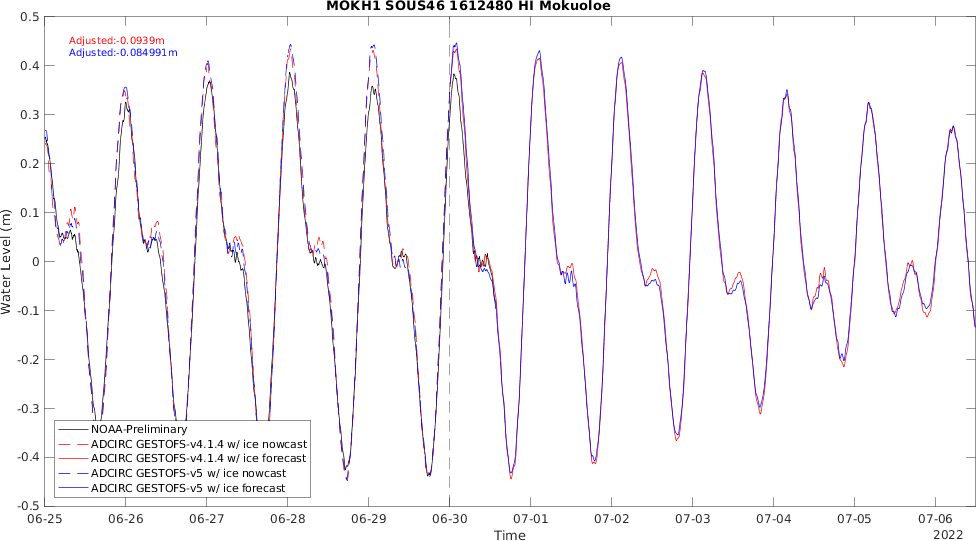 MOKH1 SOUS46 1612480 HI Mokuoloe
Adjusted:-0.0939m
Adjusted:-0.084991m
Water Level (m)
0.5
0.4
0.3
0.2
0.1
0
-0.1
-0.2
-0.3
-0.4
-0.5
NOAA-Preliminary
ADCIRC GESTOFS-v4.1.4 w/ ice nowcast
ADCIRC GESTOFS-v4.1.4 w/ ice forecast
ADCIRC GESTOFS-v5 w/ ice nowcast
ADCIRC GESTOFS-v5 w/ ice forecast
06-25 06-26 06-27 06-28 06-29 06-30 07-01 07-02 07-03 07-04 07-05 07-06
Time
2022